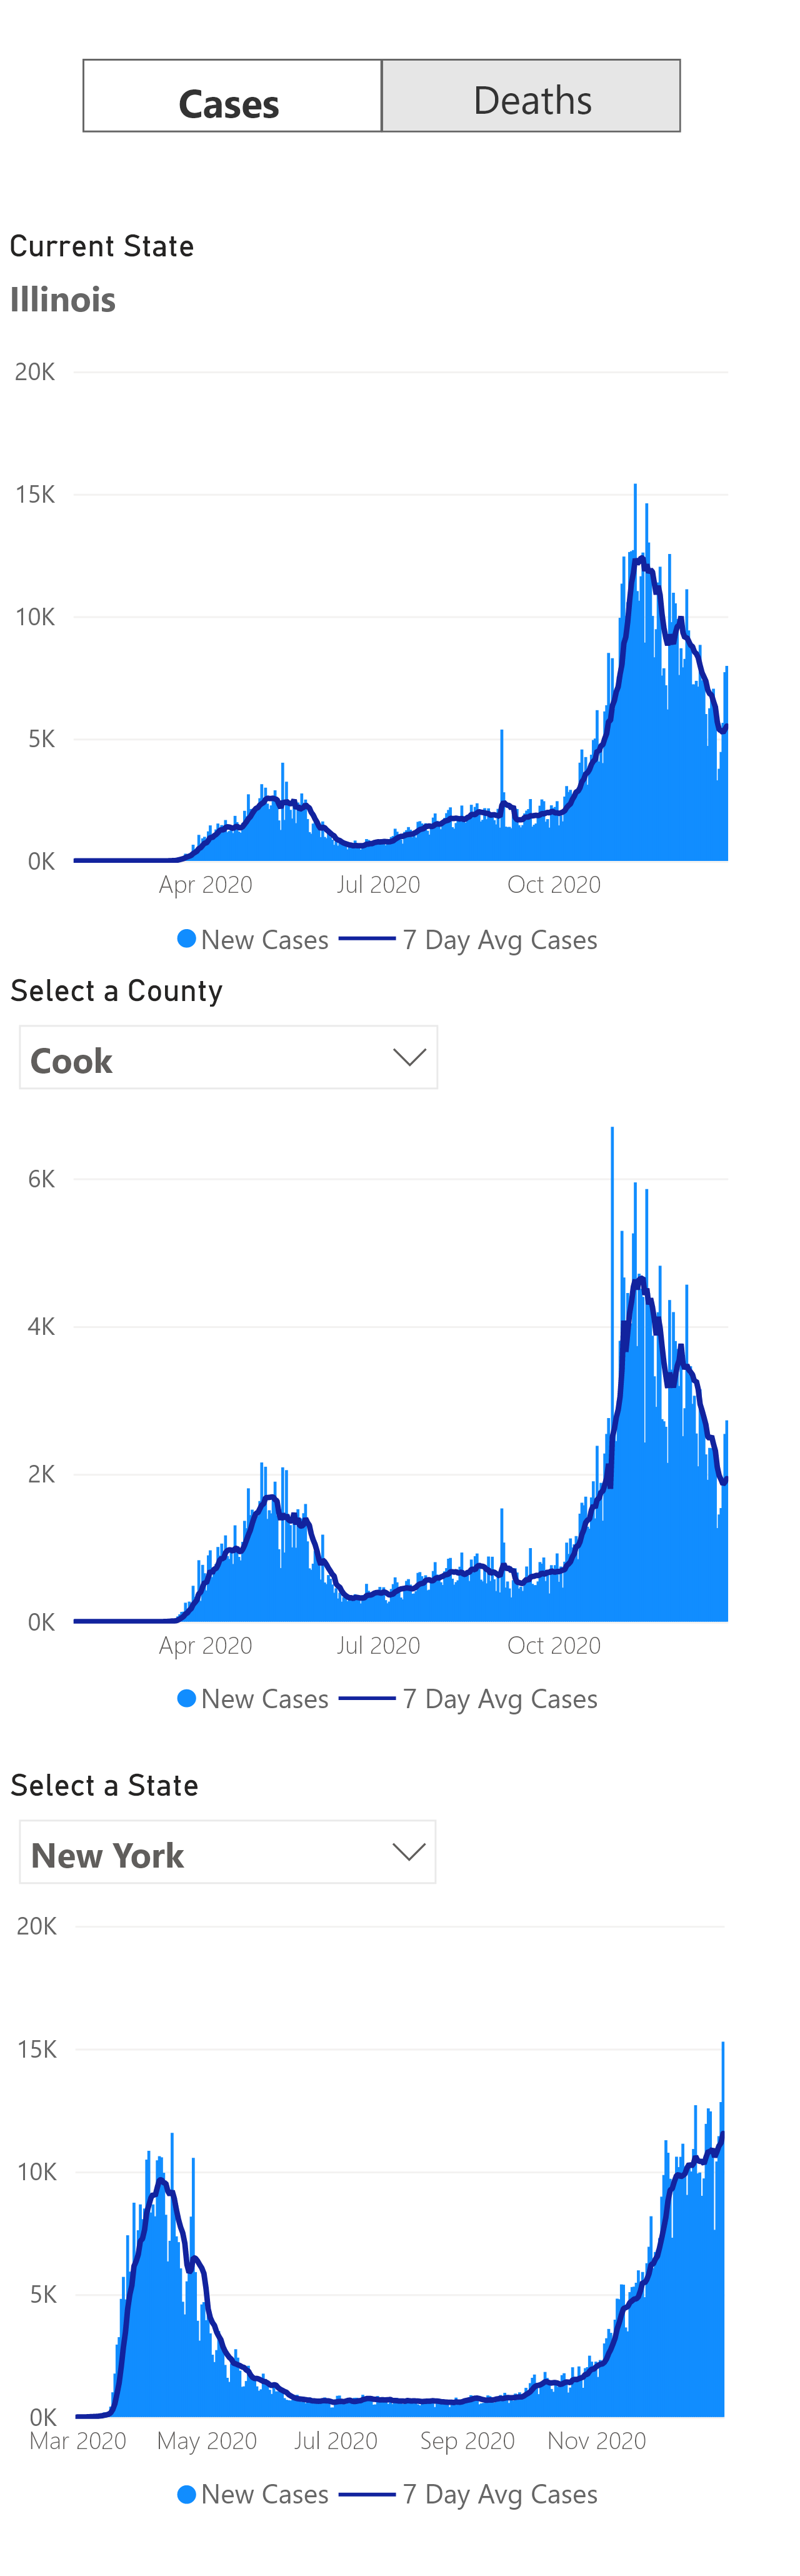 Cases Deaths
Current State
Illinois
20K
15K
10K
5K
0K
Apr 2020 Jul 2020 Oct 2020
New Cases 7 Day Avg Cases
Select a County
Cook
6K
4K
2K
0K
Apr 2020 Jul 2020 Oct 2020
New Cases 7 Day Avg Cases
Select a State
New York
20K
15K
10K
5K
0K
Mar 2020 May 2020 Jul 2020 Sep 2020 Nov 2020
New Cases 7 Day Avg Cases